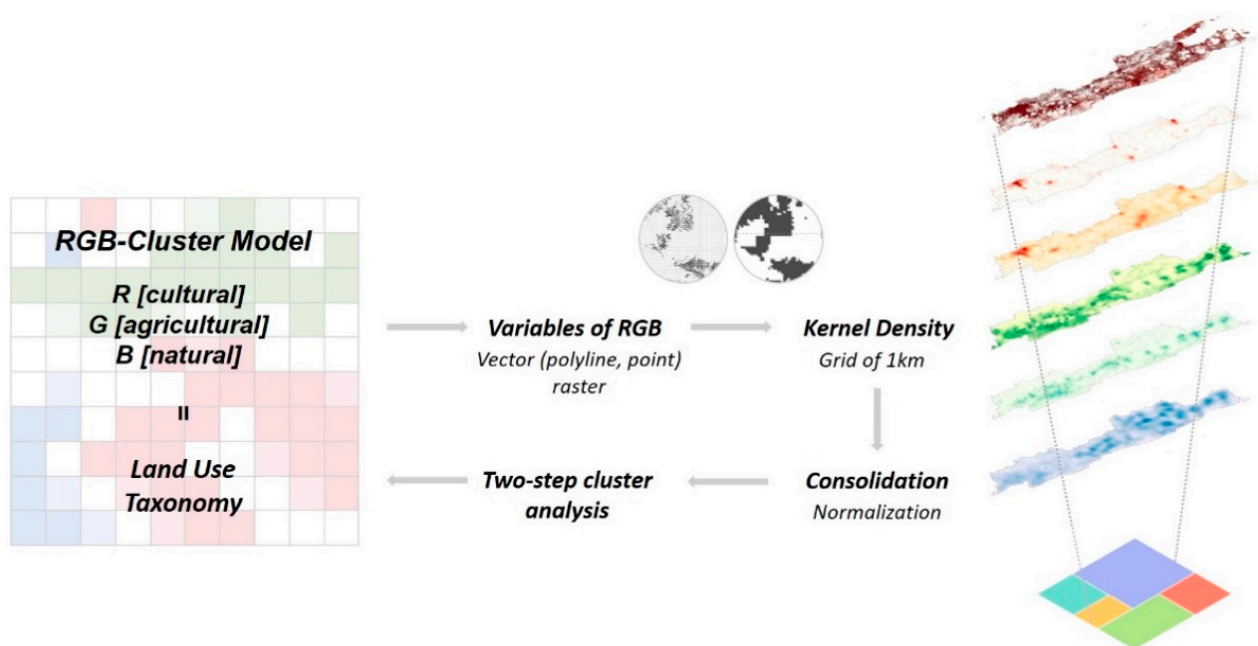 RGB-Cluster Model
R [cultural]
G [agricultural]
B [natural]
=
Land Use
Taxonomy
Variables of RGB
Vector (polyline, point)
raster
Kernel Density
Grid of 1km
Two-step cluster
analysis
Consolidation
Normalization